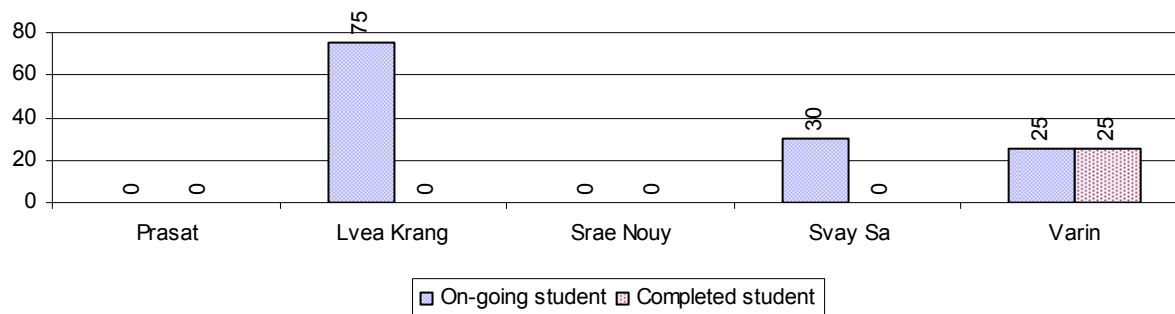 80
60
40
20
0
0 0 75 0 0 0 30 0 25 25
Prasat Lvea Krang Srae Nouy Svay Sa Varin
On-going student Completed student